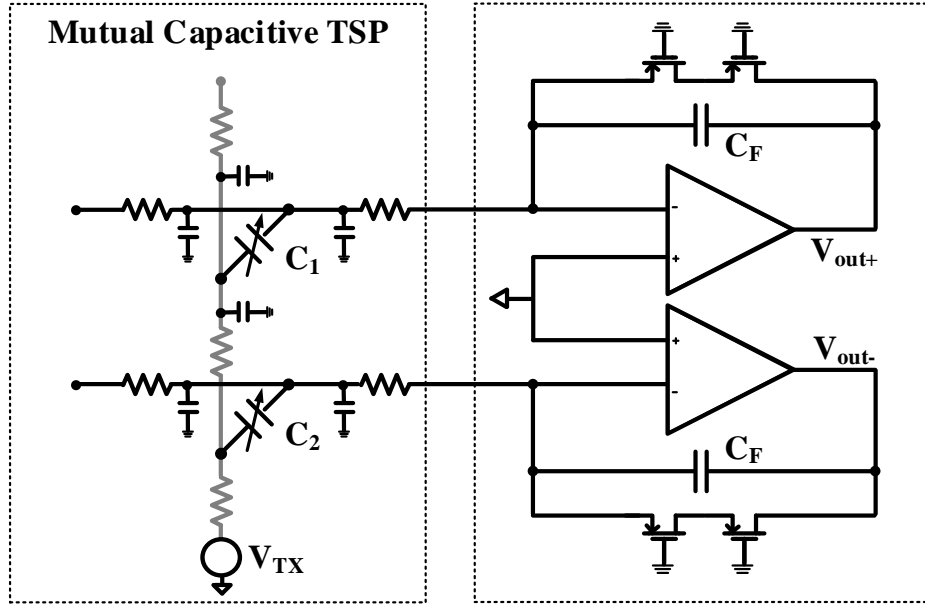 Mutual Capacitive TSP
C_F
C_1
V_out+
V_out-
C_2
C_F
V_TX
- 
+
+
-